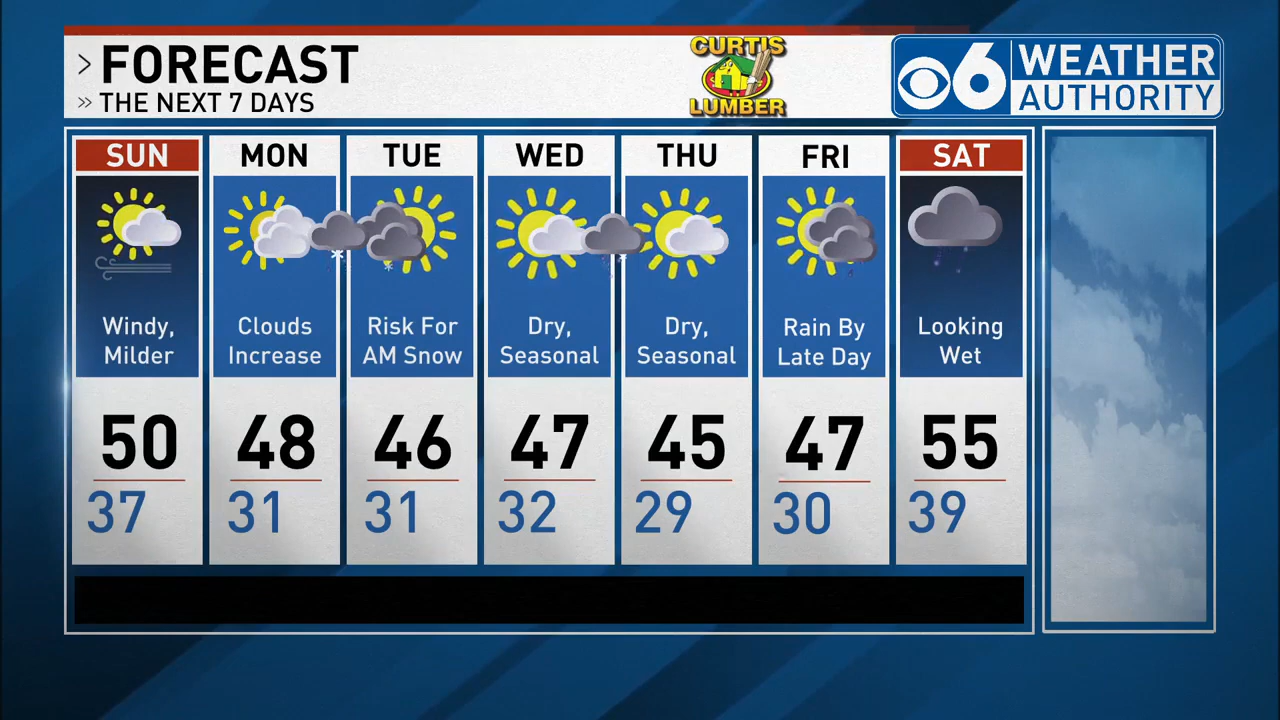 > FORECAST
» THE NEXT 7 DAYS
CURTIS
LUMBER
6 WEATHER
AUTHORITY
SUN MON TUE WED THU FRI SAT
Windy, Clouds Risk For Dry, Dry, Rain By Looking
Milder Increase AM Snow Seasonal Seasonal Late Day Wet
50 48 46 47 45 47 55
37 31 31 32 29 30 39